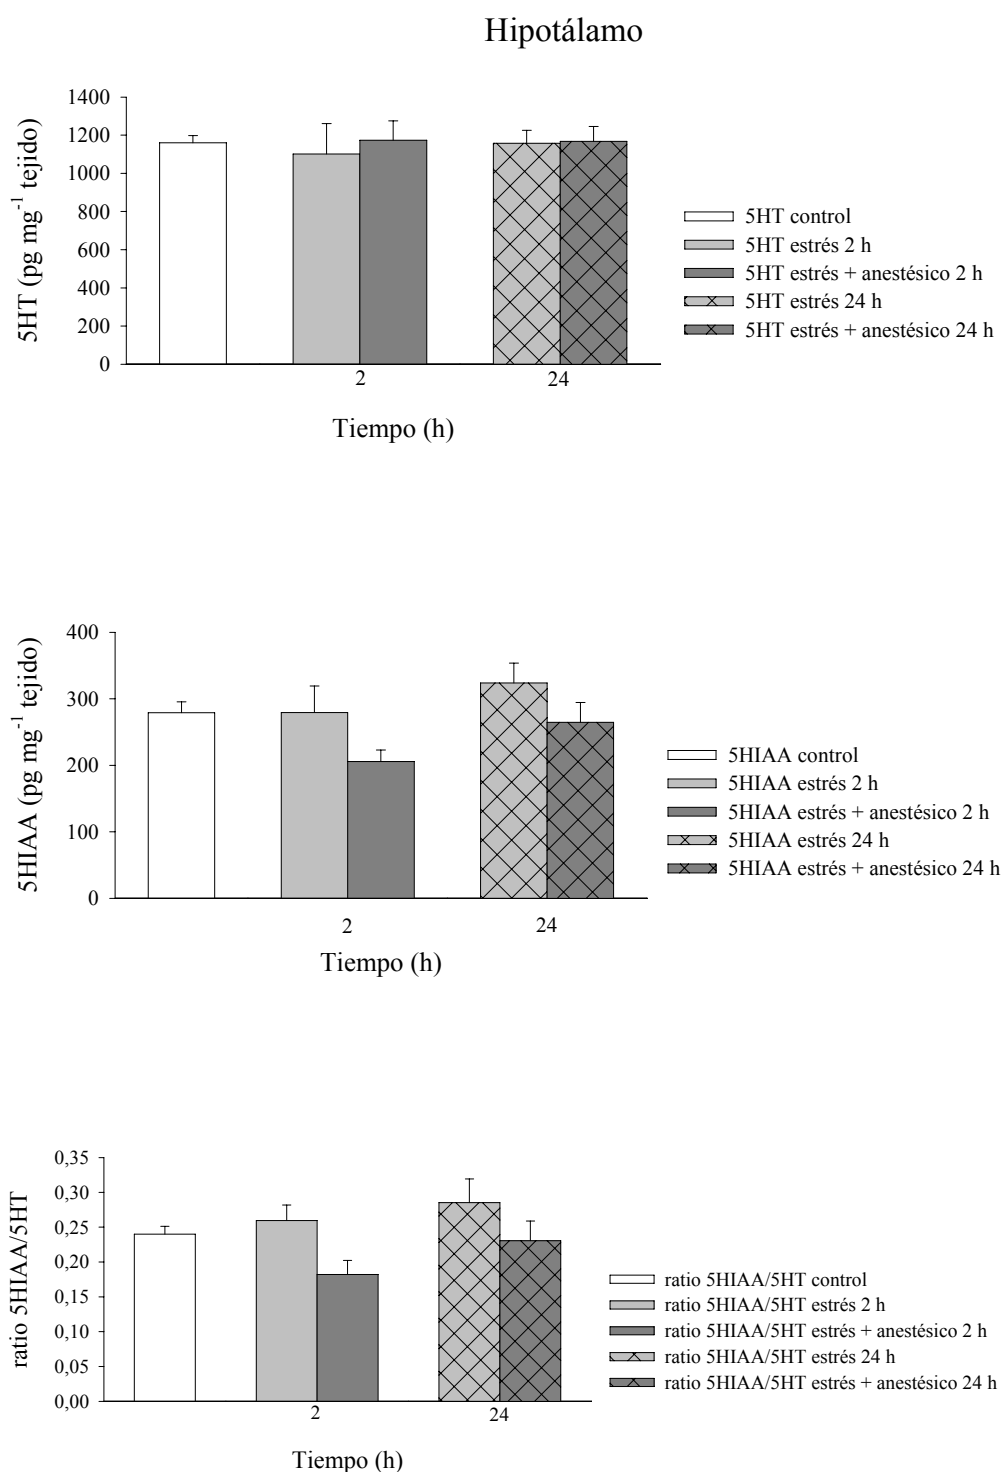 Hipotálamo
5HT (pg mg-1 tejido)
1400
1200
1000
800
600
400
200
0
2
24
Tiempo (h)
5HT control
5HT estrés 2 h
5HT estrés + anestésico 2 h
5HT estrés 24 h
5HT estrés + anestésico 24 h
5HIAA (pg mg-1 tejido)
400
300
200
100
0
2
24
Tiempo (h)
5HIAA control
5HIAA estrés 2 h
5HIAA estrés + anestésico 2 h
5HIAA estrés 24 h
5HIAA estrés + anestésico 24 h
ratio 5HIAA/5HT
0,35
0,30
0,25
0,20
0,15
0,10
0,05
0,00
2
24
Tiempo (h)
ratio 5HIAA/5HT control
ratio 5HIAA/5HT estrés 2 h
ratio 5HIAA/5HT estrés + anestésico 2 h
ratio 5HIAA/5HT estrés 24 h
ratio 5HIAA/5HT estrés + anestésico 24 h